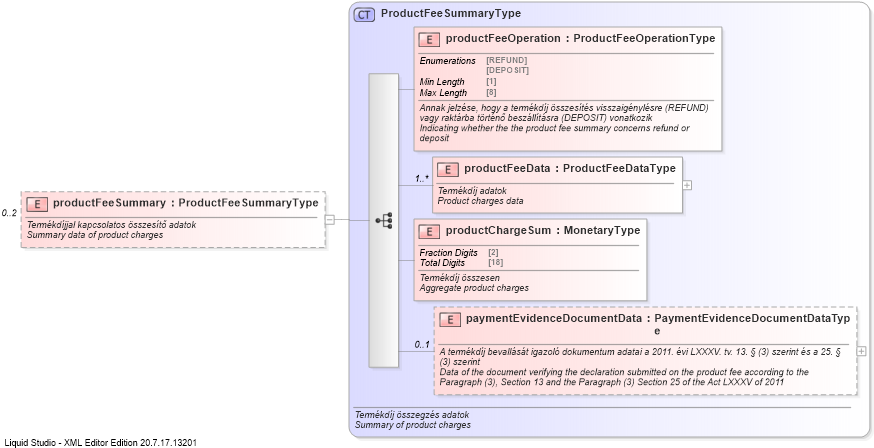 CT ProductFeeSummaryType
E productFeeOperation : ProductFeeOperationType
Enumerations [REFUND]
[DEPOSIT]
Min Length [1]
Max Length [8]
Annak jelzése, hogy a termékdíj összesítés visszaigénylésre (REFUND)
vagy raktárba történő beszállításra (DEPOSIT) vonatkozik
Indicating whether the the product fee summary concerns refund or
deposit
1..*
E productFeeData : ProductFeeDataType
Termékdíj adatok
Product charges data
0..2
E productFeeSummary : ProductFeeSummaryType
Termékdíjjal kapcsolatos összesítő adatok
Summary data of product charges
E productChargeSum : MonetaryType
Fraction Digits [2]
Total Digits [18]
Termékdíj összesen
Aggregate product charges
0..1
E paymentEvidenceDocumentData : PaymentEvidenceDocumentDataTyp
e
A termékdíj bevallását igazoló dokumentum adatai a 2011. évi LXXXV. tv. 13. § (3) szerint és a 25. §
(3) szerint
Data of the document verifying the declaration submitted on the product fee according to the
Paragraph (3), Section 13 and the Paragraph (3) Section 25 of the Act LXXXV of 2011
Termékdíj összegzés adatok
Summary of product charges
Liquid Studio - XML Editor Edition 20.7.17.13201